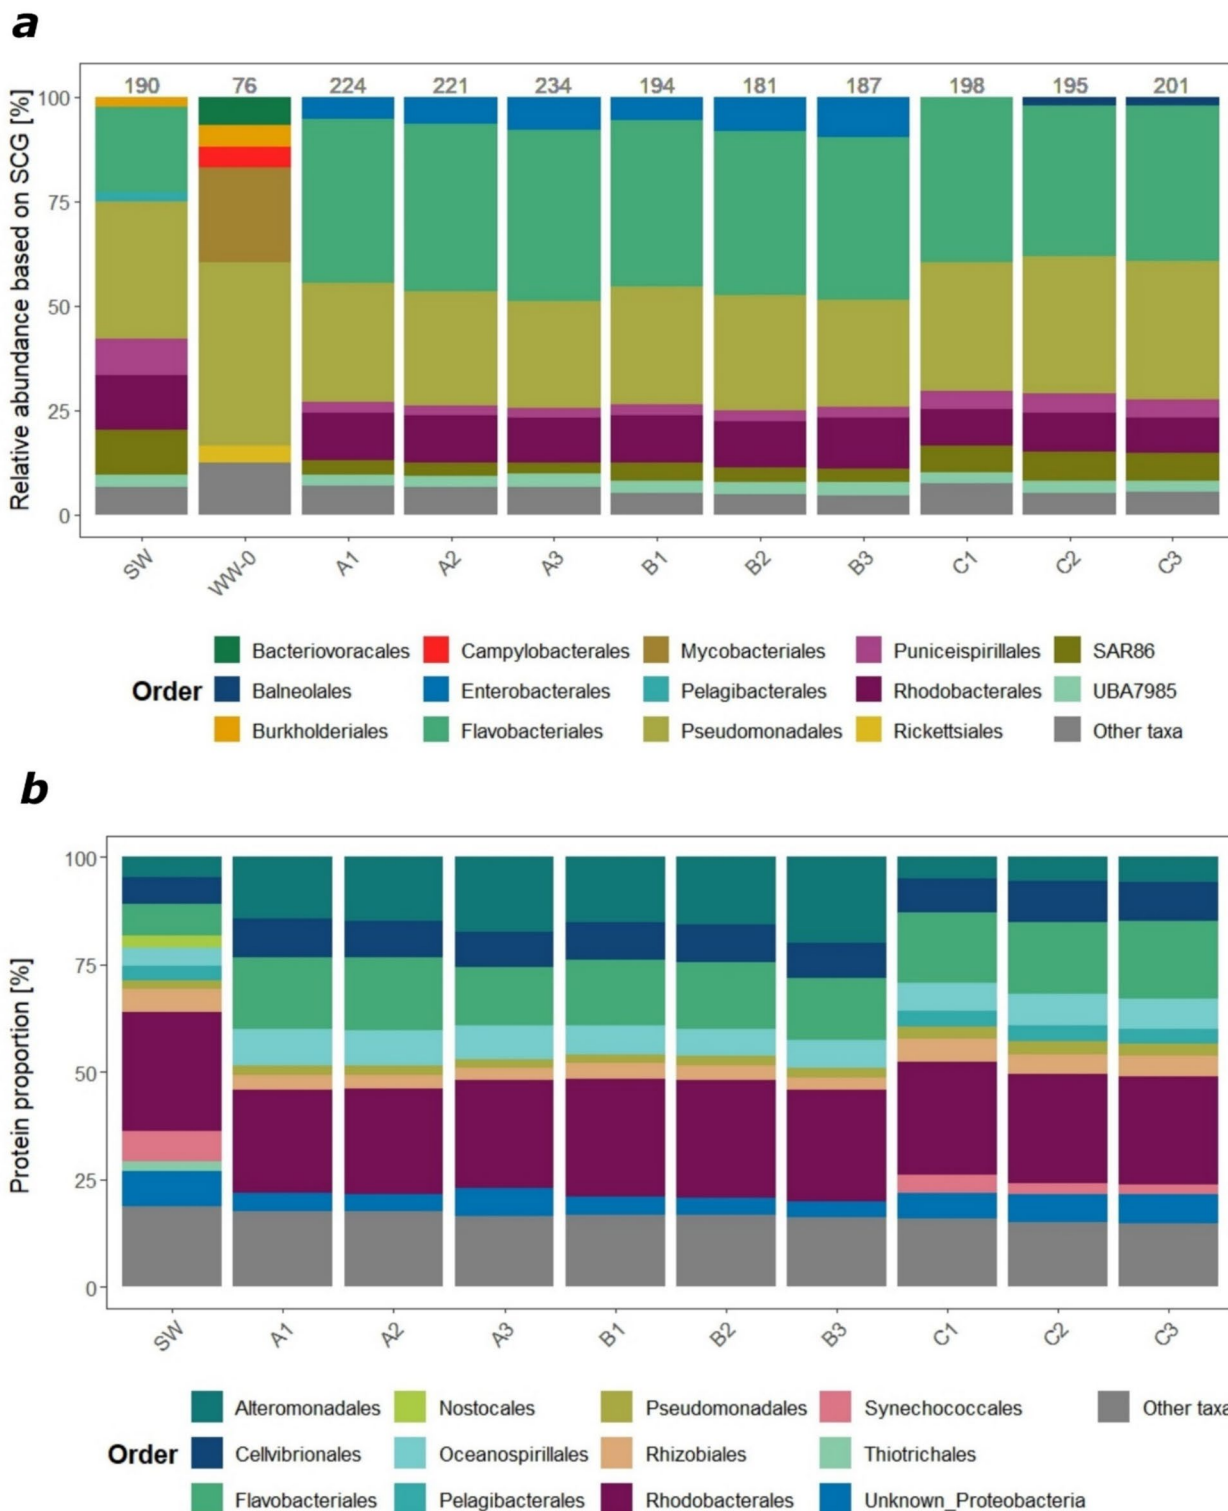 a
190 76 224 221 234 194 181 187 198 195 201
Relative abundance based on SCG [%]
100
75
50
25
0
SW WW-0 A1 A2 A3 B1 B2 B3 C1 C2 C3
Bacteriovoracales Campylobacterales Mycobacteriales Puniceispirillales SAR86
Order Balneolales Enterobacterales Pelagibacterales Rhodobacterales UBA7985
Burkholderiales Flavobacteriales Pseudomonadales Rickettsiales Other taxa
b
Protein proportion [%]
100
75
50
25
0
SW A1 A2 A3 B1 B2 B3 C1 C2 C3
Alteromonadales Nostocales Pseudomonadales Synechococcales Other taxa
Order Cellvibrionales Oceanospirillales Rhizobiales Thiotrichales
Flavobacteriales Pelagibacterales Rhodobacterales Unknown_Proteobacteria